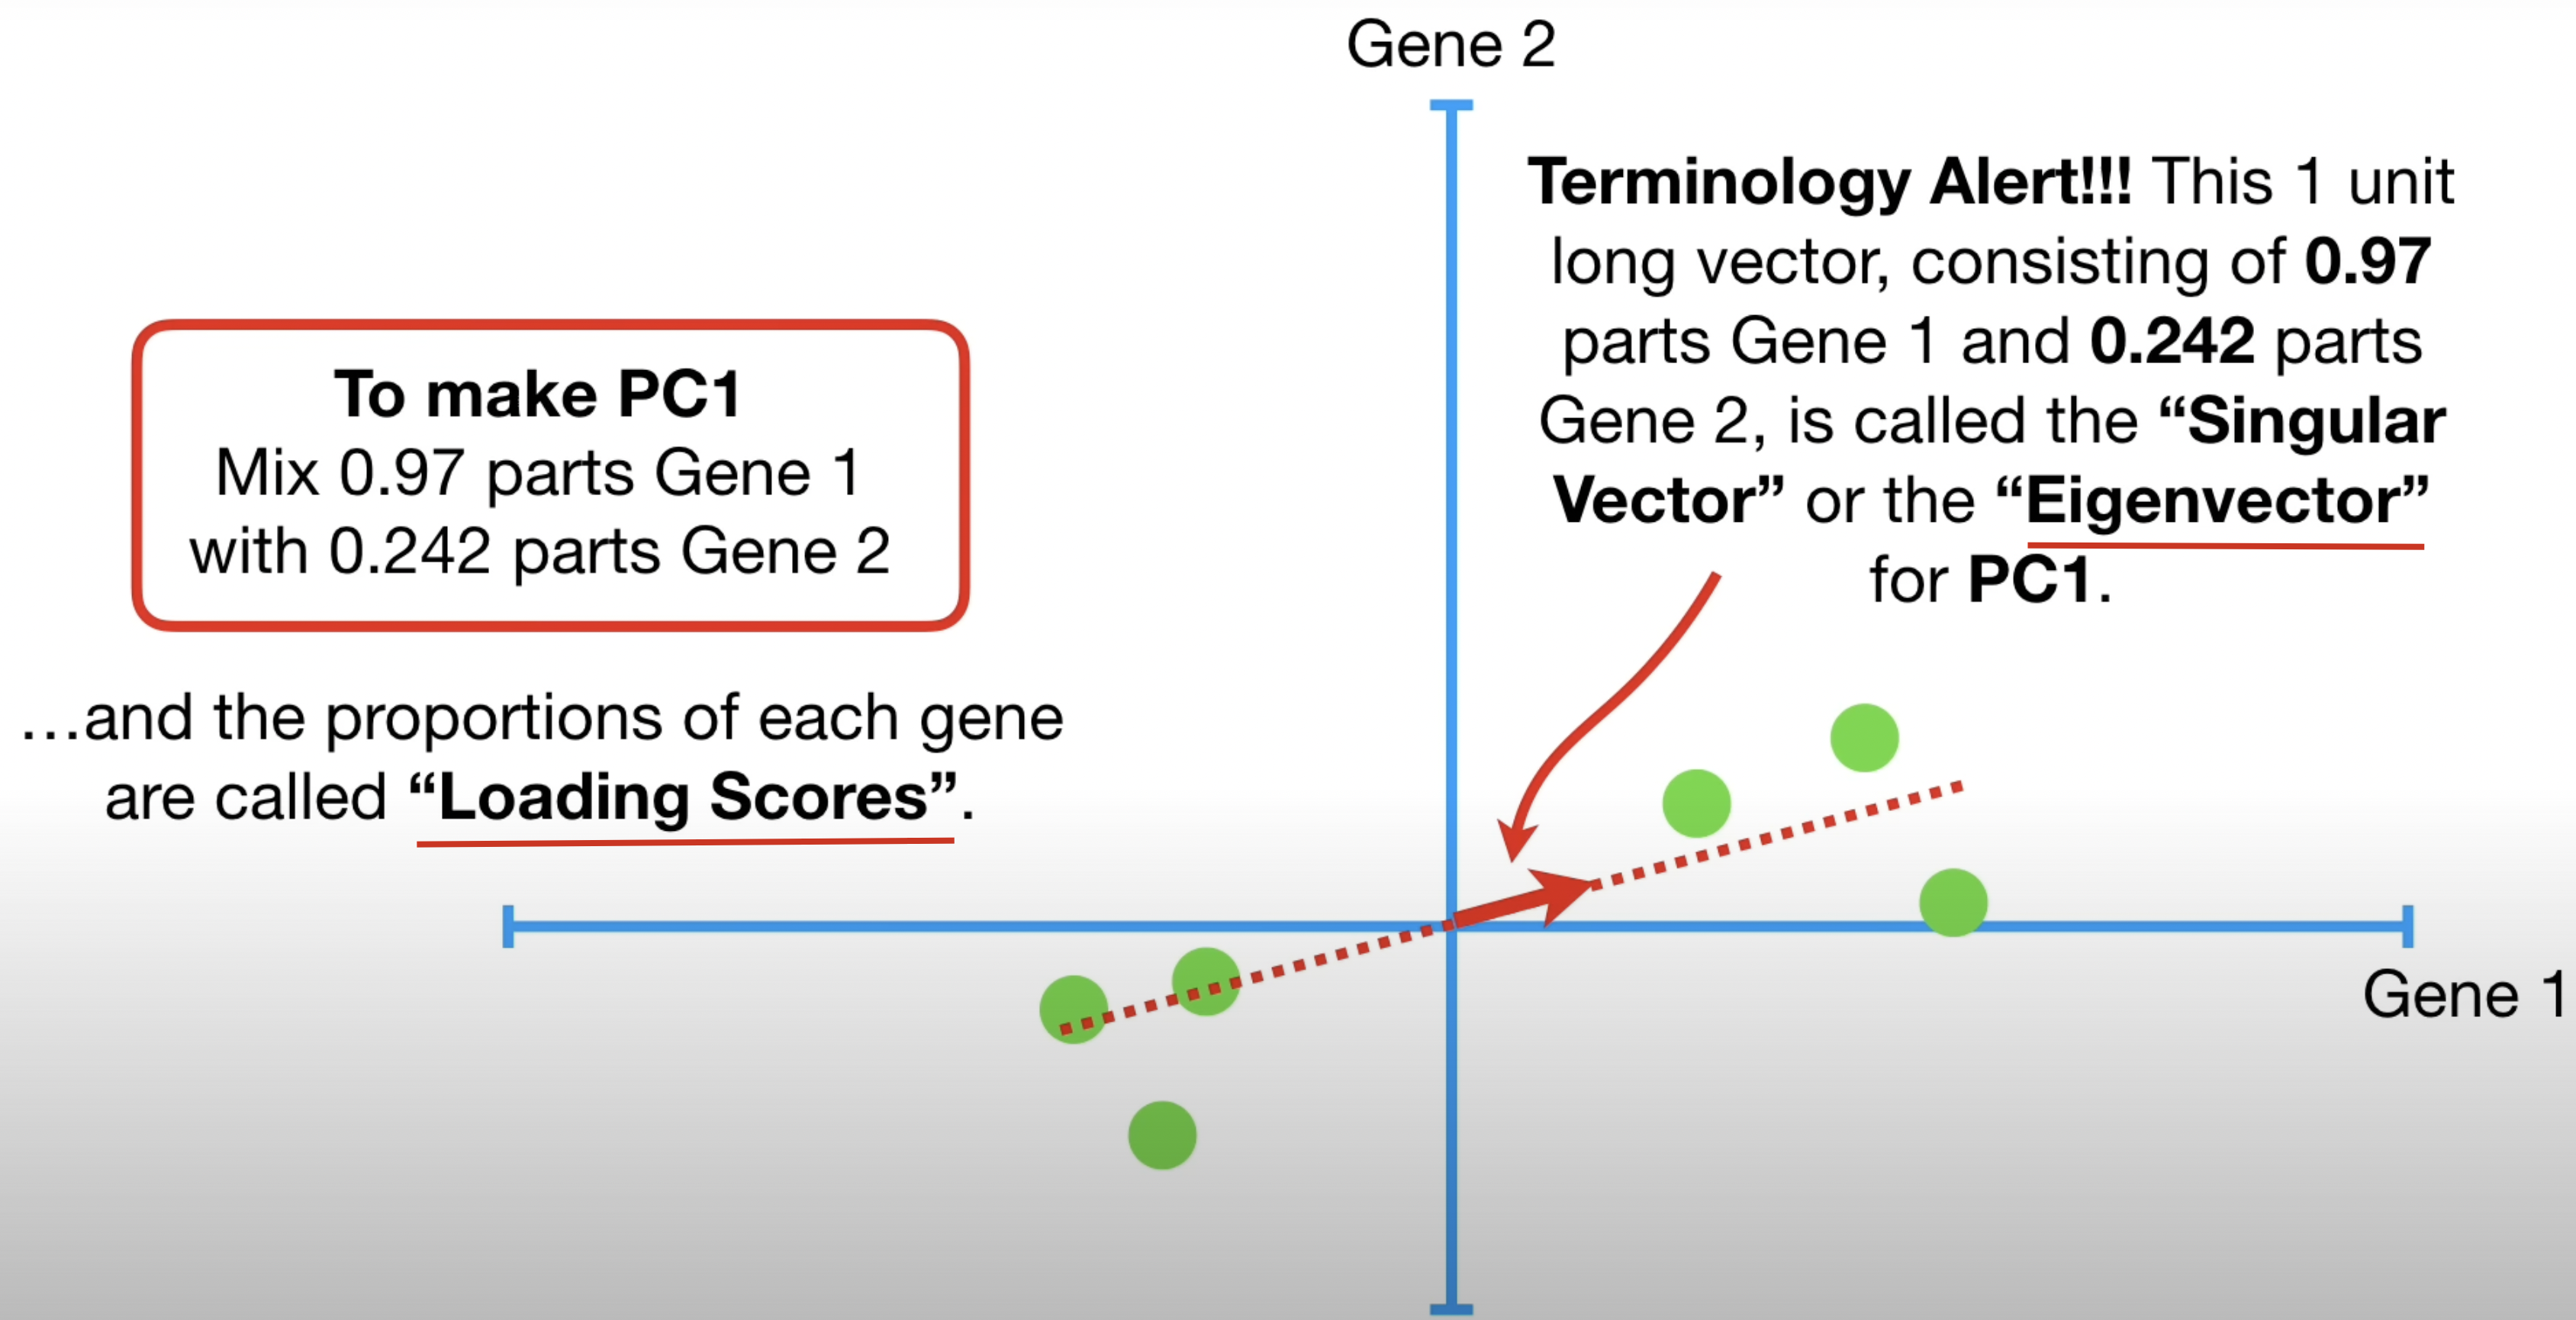 Gene 2
Terminology Alert!!! This 1 unit
long vector, consisting of 0.97
parts Gene 1 and 0.242 parts
Gene 2, is called the “Singular
Vector” or the “Eigenvector”
for PC1.
To make PC1
Mix 0.97 parts Gene 1
with 0.242 parts Gene 2
…and the proportions of each gene
are called “Loading Scores”.
Gene 1